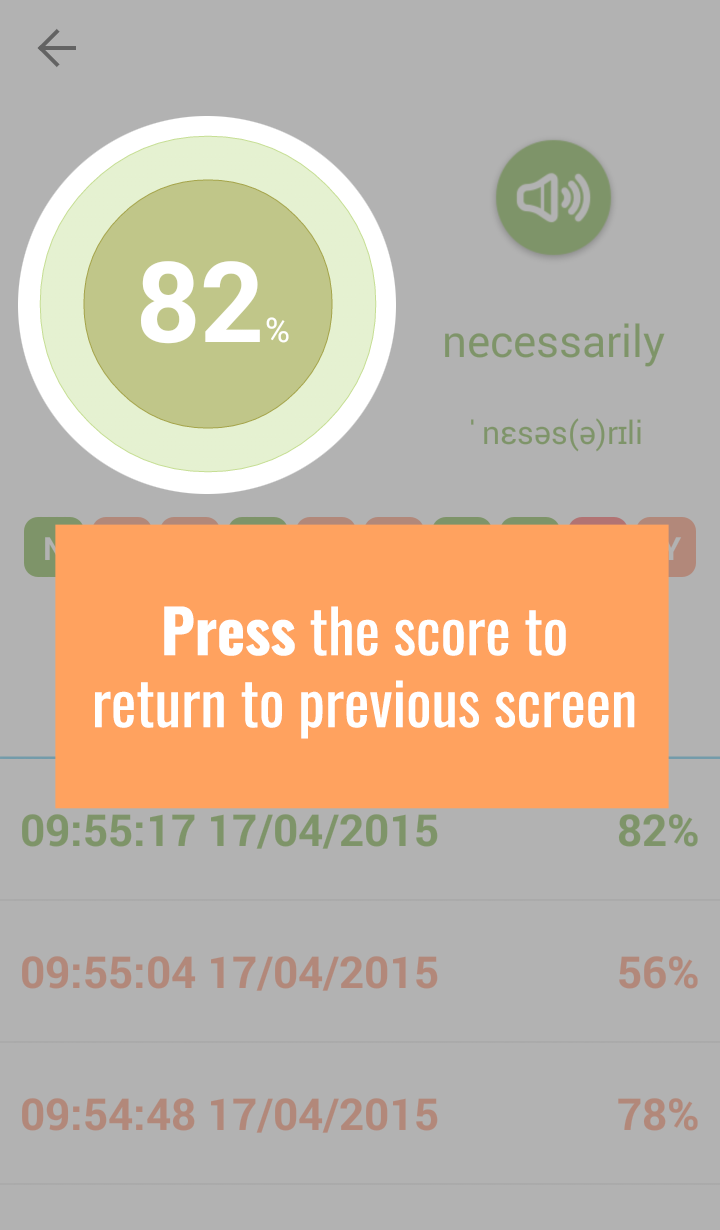 82%
necessarily
ˈnɛsəs(ə)rɪli
N Y
Press the score to
return to previous screen
09:55:17 17/04/2015 82%
09:55:04 17/04/2015 56%
09:54:48 17/04/2015 78%